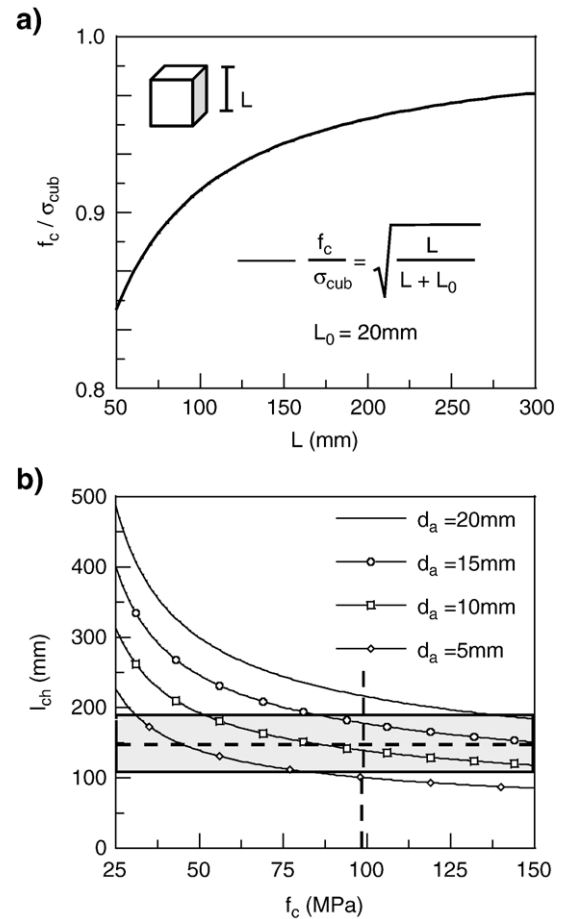 a)
1.0
0.9
0.8
f_c / σ_cub
L
f_c / σ_cub = √(L / (L + L_0))
L_0 = 20mm
50 100 150 200 250 300
L (mm)
b)
500
400
300
200
100
0
l_ch (mm)
d_a =20mm
d_a =15mm
d_a =10mm
d_a =5mm
25 50 75 100 125 150
f_c (MPa)